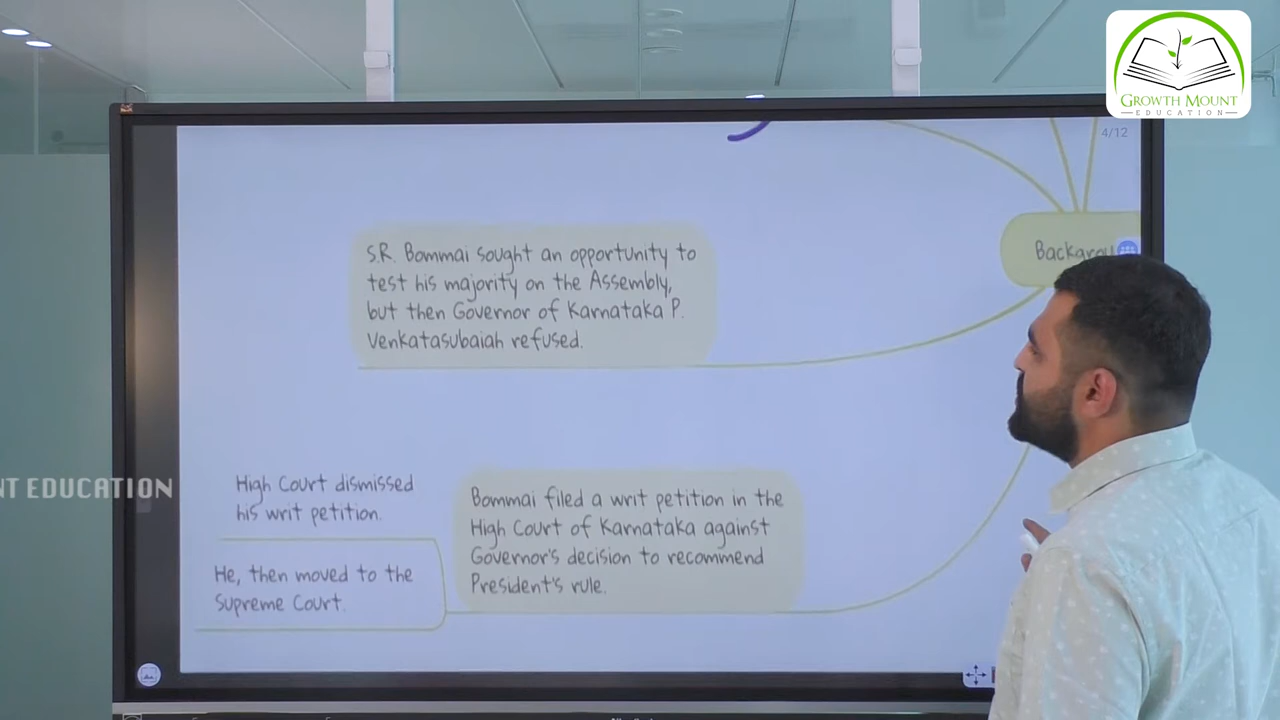 GROWTH MOUNT
EDUCATION
4/12
S.R. Bommai sought an opportunity to
test his majority on the Assembly,
but then Governor of Karnataka P.
Venkatasubaiah refused.
High Court dismissed
his writ petition.
He, then moved to the
Supreme Court.
Bommai filed a writ petition in the
High Court of Karnataka against
Governor's decision to recommend
President's rule.
NT EDUCATION